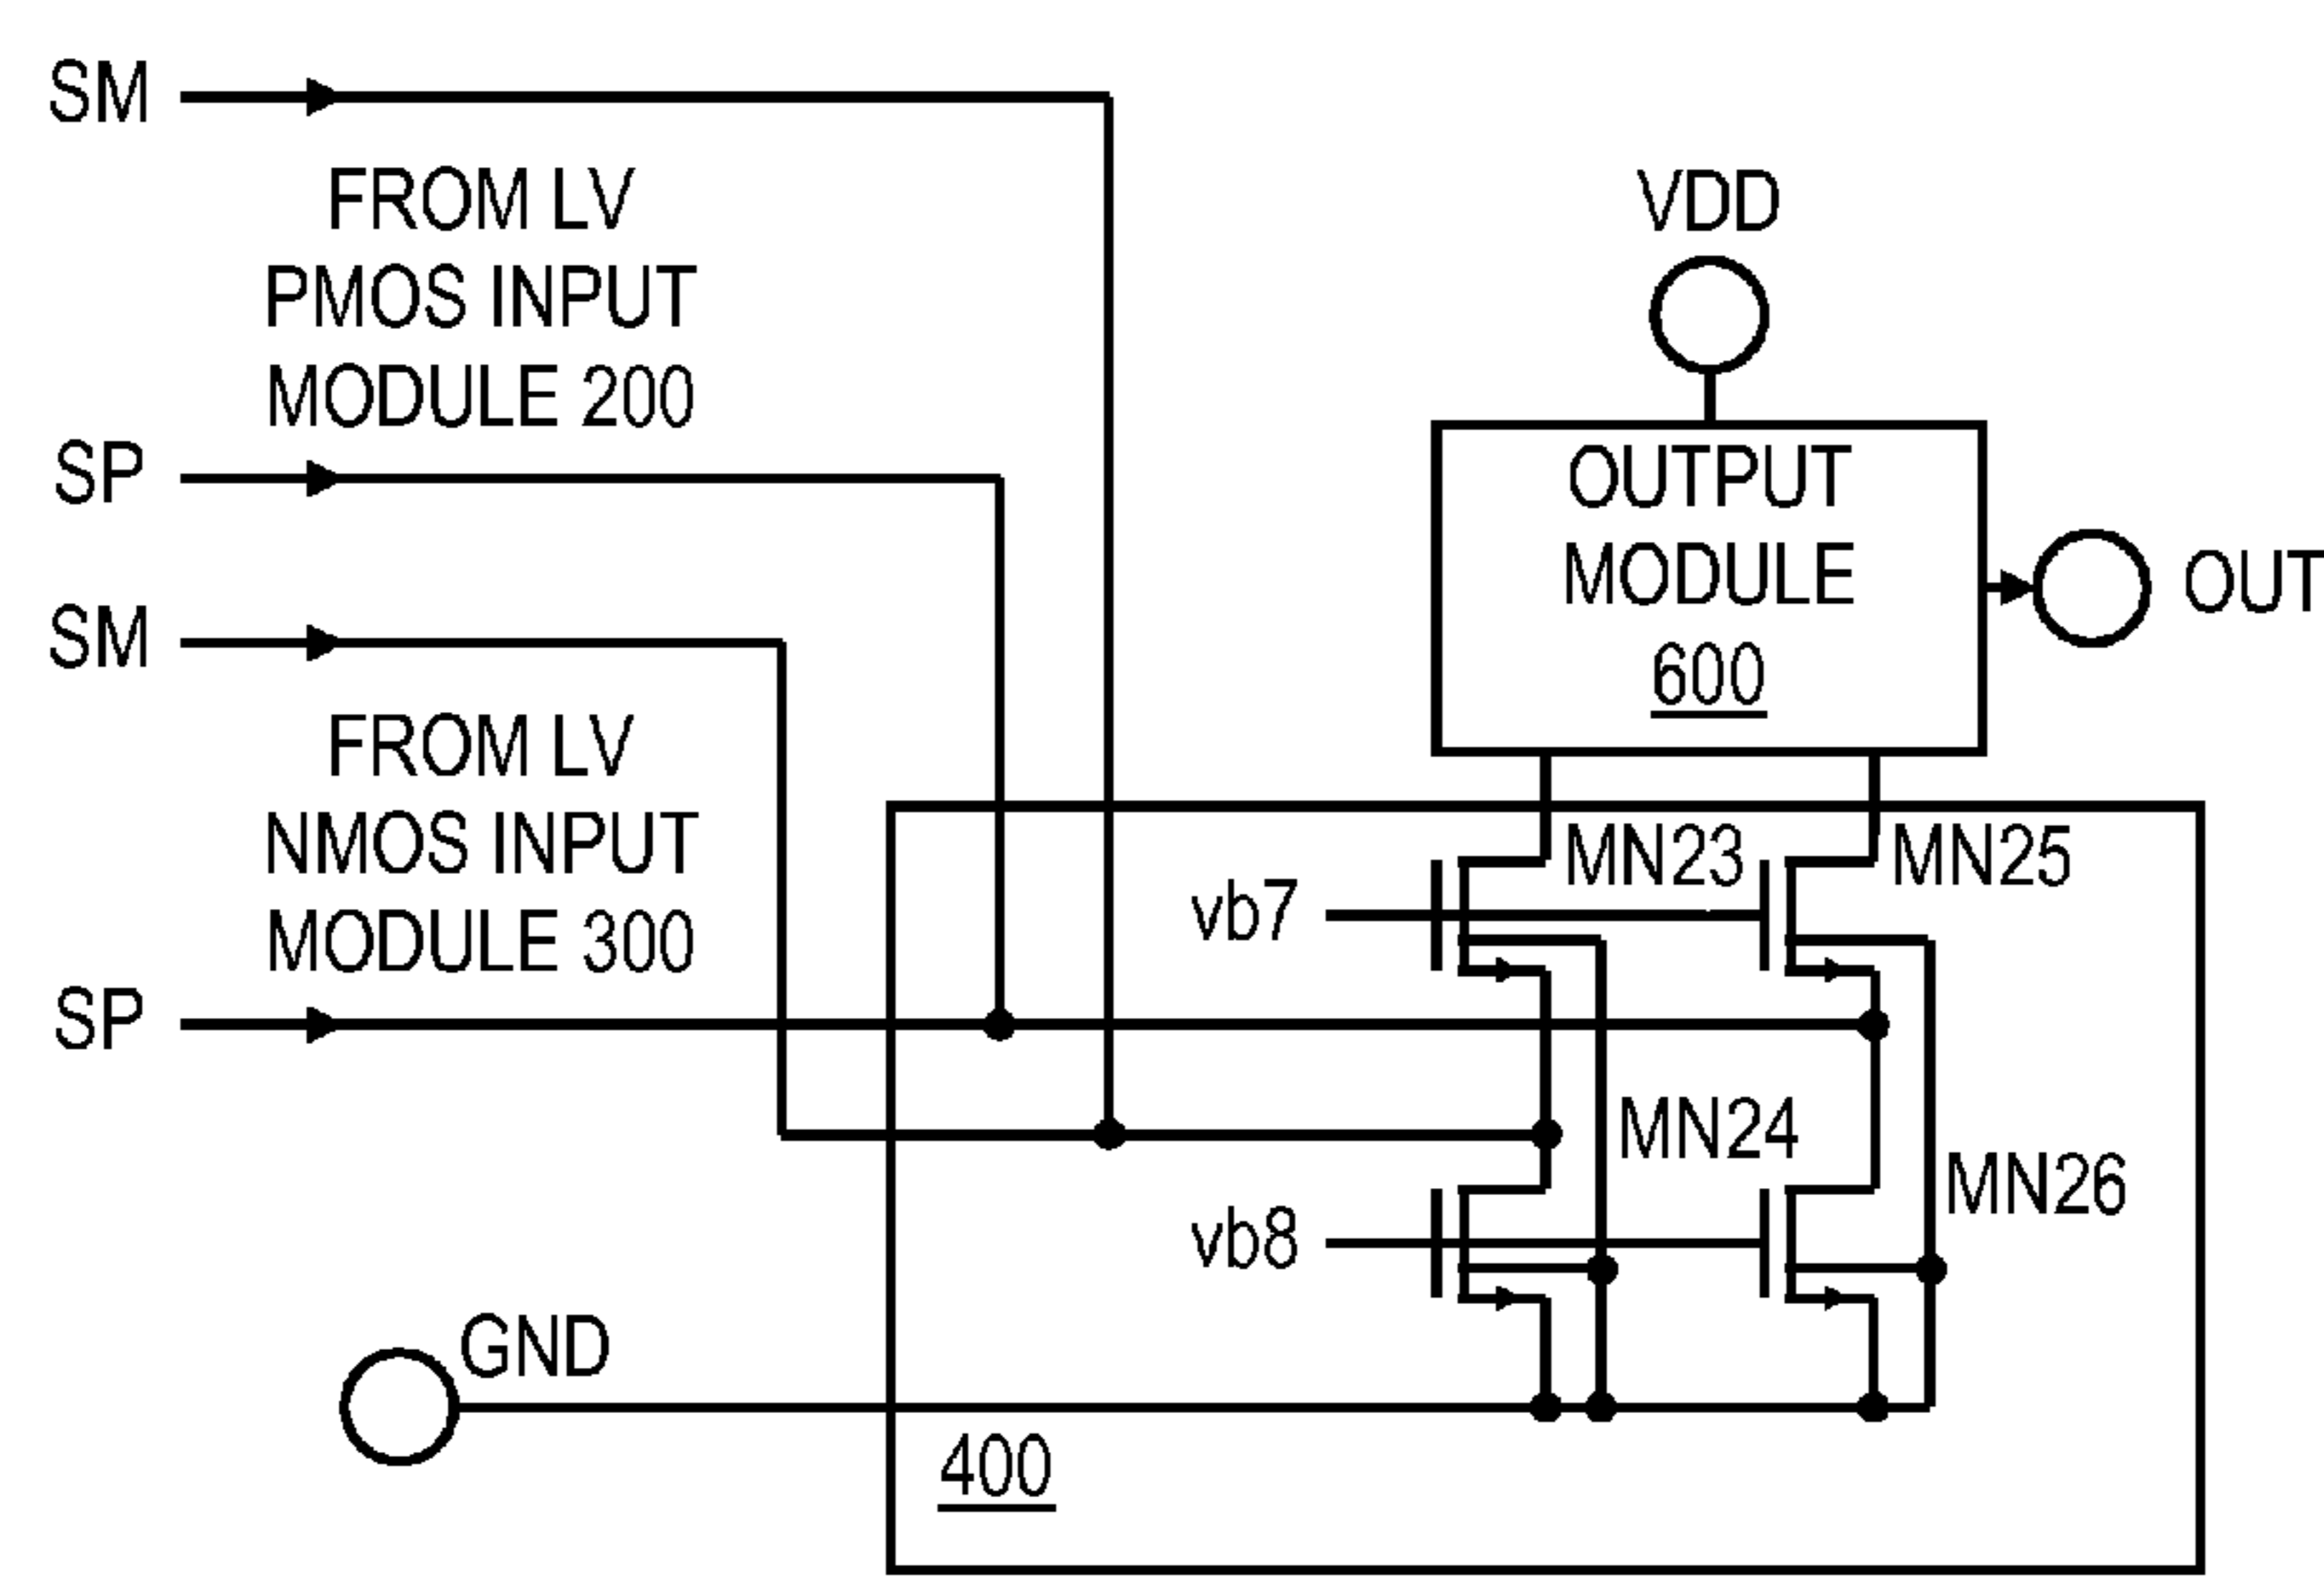 SM
FROM LV
PMOS INPUT
MODULE 200
SP
SM
FROM LV
NMOS INPUT
MODULE 300
SP
GND
VDD
OUTPUT
MODULE
600
OUT
MN23
MN25
vb7
MN24
MN26
vb8
400